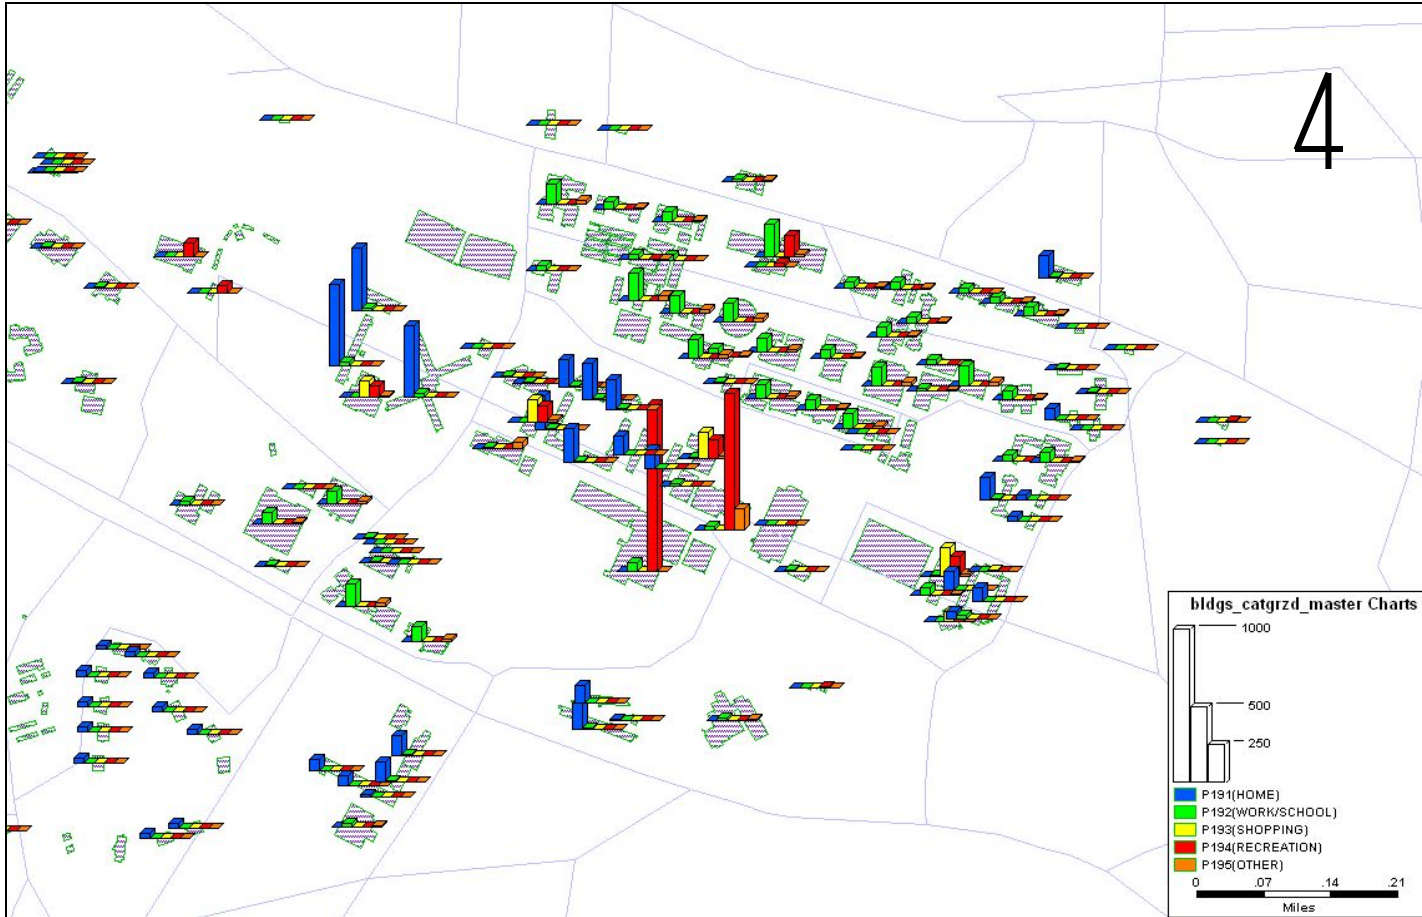 4
bldgs_catgrzd_master Charts
1000
500
250
P191(HOME)
P192(WORK/SCHOOL)
P193(SHOPPING)
P194(RECREATION)
P195(OTHER)
0 .07 .14 .21
Miles